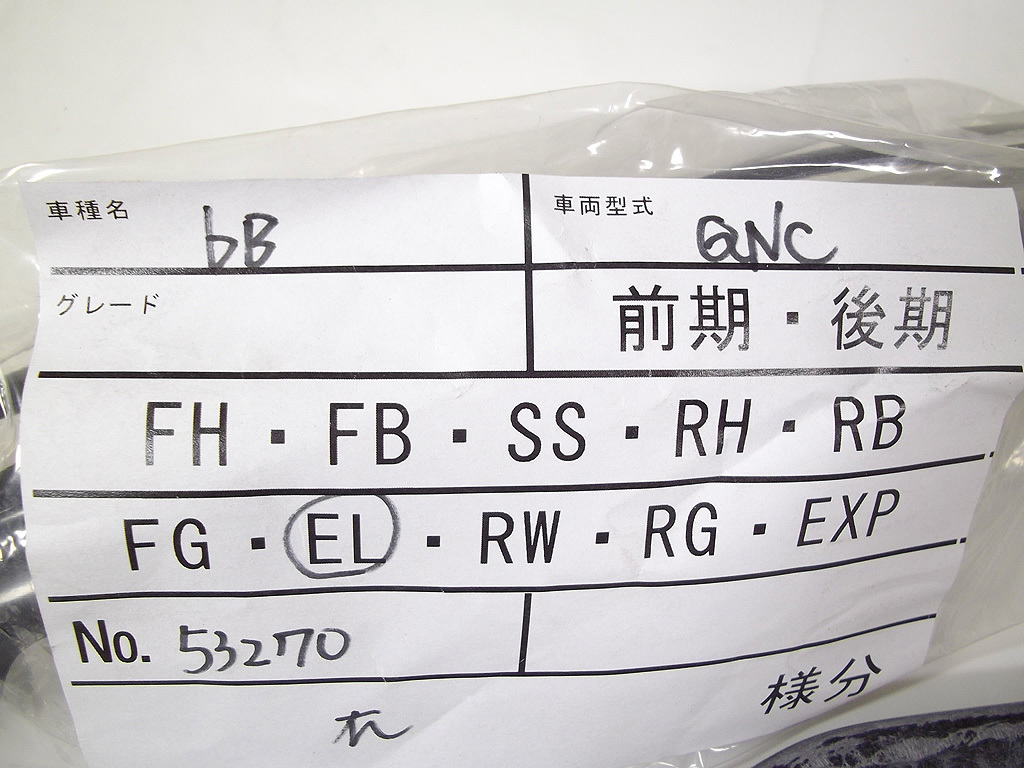 車種名 bB 車両型式 QNC
グレード 前期・後期
FH・FB・SS・RH・RB
FG・EL・RW・RG・EXP
No. 53270
様分